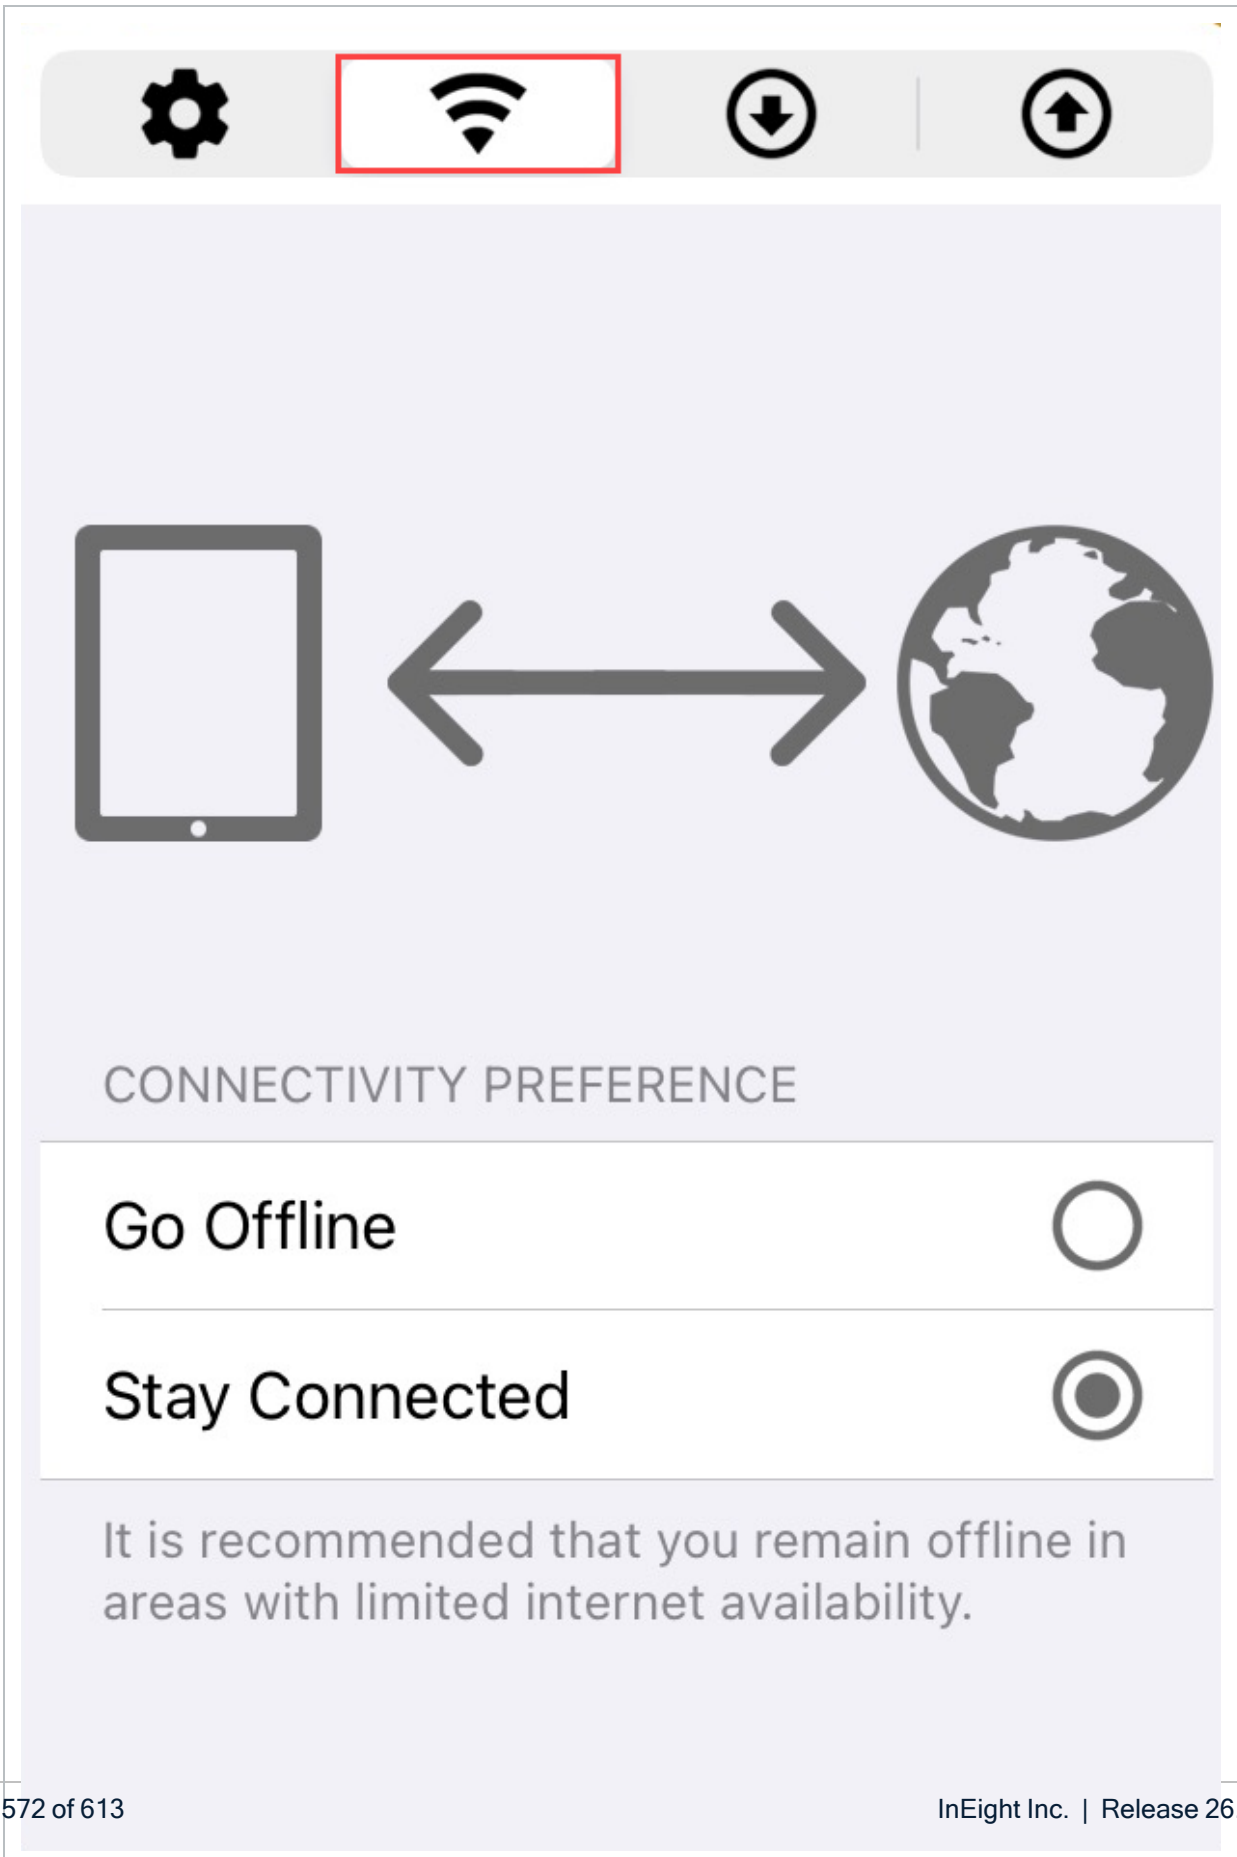 CONNECTIVITY PREFERENCE
Go Offline
Stay Connected
It is recommended that you remain offline in
areas with limited internet availability.
572 of 613
InEight Inc. | Release 26